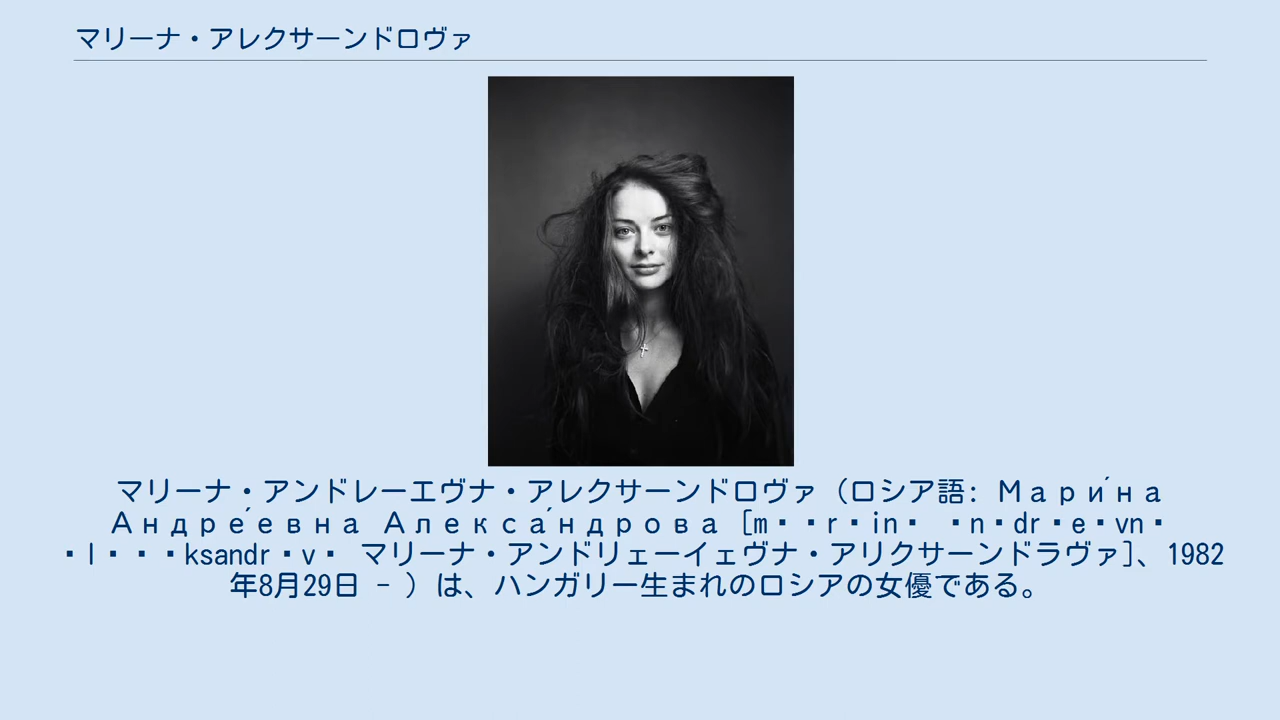 マリーナ・アレクサーンドロヴァ
マリーナ・アンドレーエヴナ・アレクサーンドロヴァ（ロシア語: Мари́на
Андре́евна Алекса́ндрова [m▪ ▪r▪in▪ ▪n▪dr▪e▪vn▪
▪l▪▪▪ksandr▪v▪ マリーナ・アンドリェーイェヴナ・アリクサーンドラヴァ]、1982
年8月29日 - ）は、ハンガリー生まれのロシアの女優である。